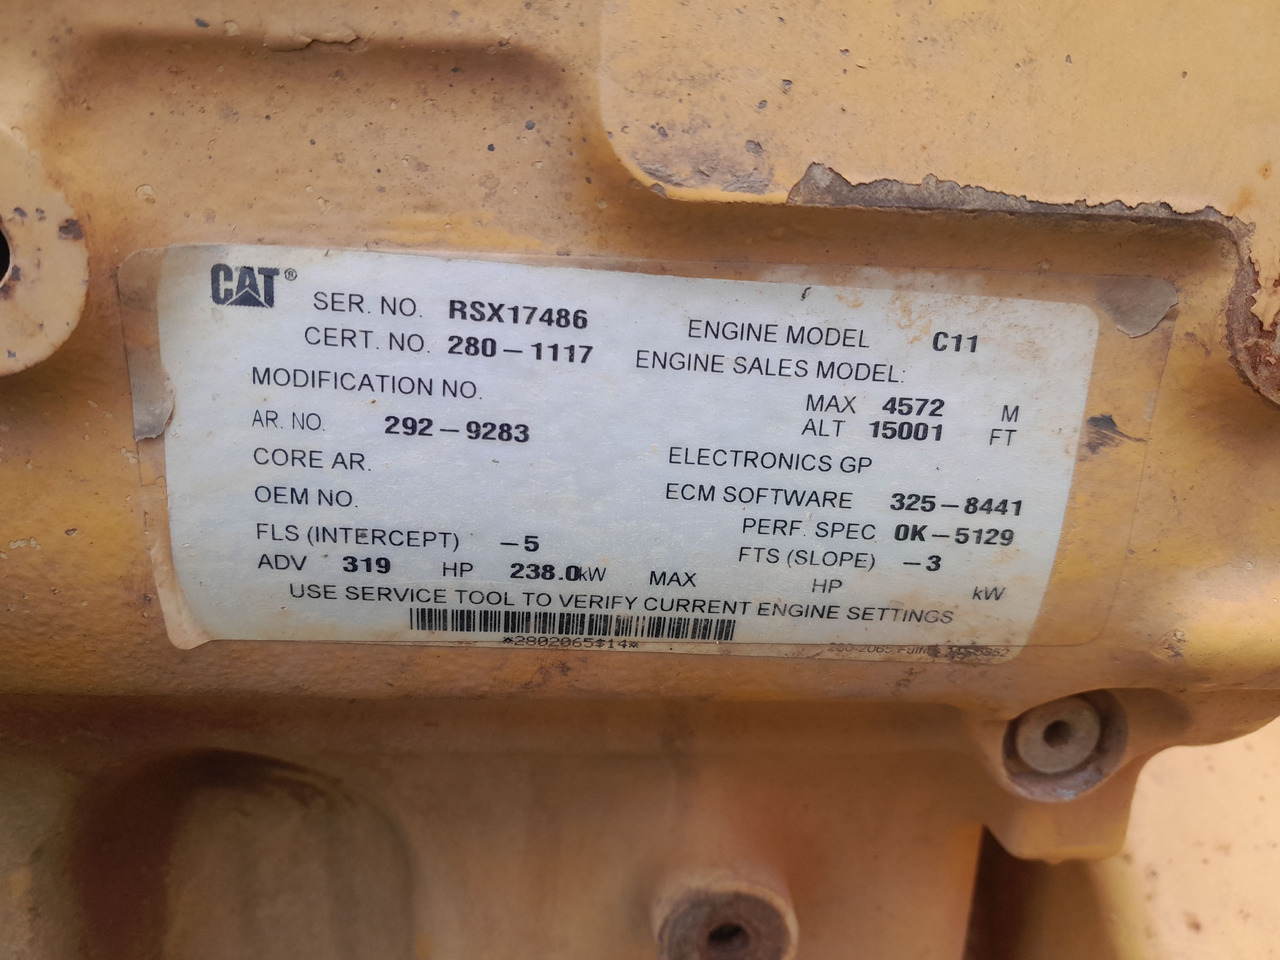 CAT®
SER. NO. RSX17486
CERT. NO. 280-1117
MODIFICATION NO.
AR. NO. 292-9283
CORE AR.
OEM NO.
FLS (INTERCEPT) -5
ENGINE MODEL C11
ENGINE SALES MODEL:
MAX 4572 M
ALT 15001 FT
ELECTRONICS GP
ECM SOFTWARE 325-8441
PERF. SPEC 0K-5129
FTS (SLOPE) -3
ADV 319 HP 238.0kW MAX HP kW
USE SERVICE TOOL TO VERIFY CURRENT ENGINE SETTINGS
*2802065$14*